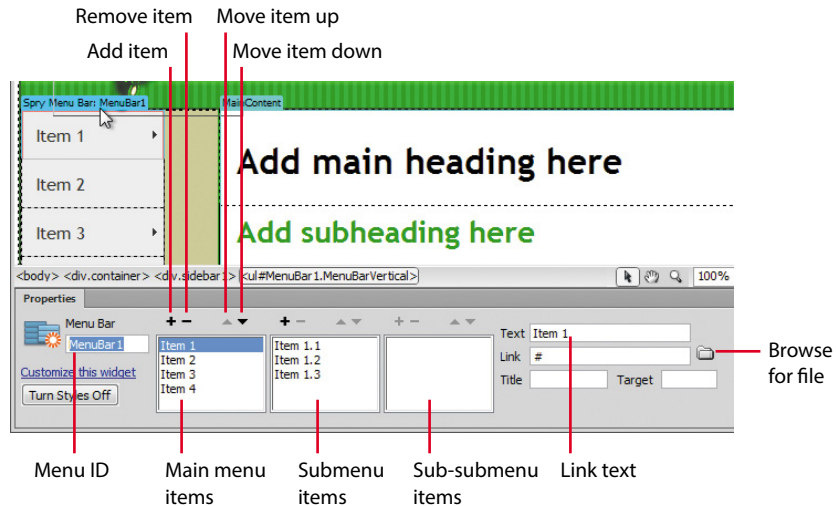 Remove item Move item up
Add item Move item down
Spry Menu Bar: MenuBar1
MainContent
Item 1
Item 2
Item 3
Add main heading here
Add subheading here
<body> <div.container> <div.sidebar1> <ul#MenuBar1.MenuBarVertical>
100%
Properties
Menu Bar
MenuBar1
Customize this widget
Turn Styles Off
Item 1
Item 2
Item 3
Item 4
Item 1.1
Item 1.2
Item 1.3
Text Item 1
Link #
Title Target
Browse
for file
Menu ID
Main menu
items
Submenu
items
Sub-submenu
items
Link text